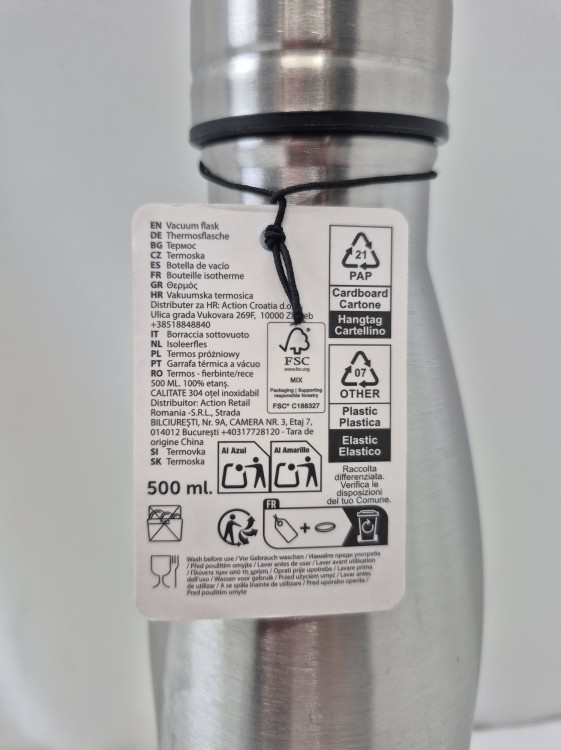 EN Vacuum flask
DE Thermosflasche
BG Термос
CZ Termoska
ES Botella de vacío
FR Bouteille isotherme
GR Θερμός
HR Vakuumska termosica
Distributer za HR: Action Croatia d.o.o.
Ulica grada Vukovara 269F, 10000
+38518848840
IT Borraccia sottovuoto
NL Isoleerfles
PL Termos próżniowy
PT Garrafa térmica a vácuo
RO Termos - fierbinte/rece
500 ML. 100% etanș.
CALITATE 304 oțel inoxidabil
Distribuitor: Action Retail
Romania -S.R.L., Strada
BILCIUREȘTI, Nr. 9A, CAMERA NR. 3, Etaj 7,
014012 București +40317728120 - Tara de
origine China
SI Termovka
SK Termoska
500 ml.
FSC
www.fsc.org
MIX
Packaging | Supporting
responsible forestry
FSC® C188327
21
PAP
Cardboard
Cartone
Hangtag
Cartellino
07
OTHER
Plastic
Plastica
Elastic
Elastico
Raccolta
differenziata.
Verifica le
disposizioni
del tuo Comune.
Al Azul
Al Amarillo
FR
Wash before use / Vor Gebrauch waschen / Измийте преди употреба
/ Před použitím omyjte / Lavar antes de usar / Laver avant utilisation
/ Πλύνετε πριν από τη χρήση / Oprati prije upotrebe / Lavare prima
dell'uso / Wassen voor gebruik / Przed użyciem umyć / Lavar antes
de utilizar / A se spăla înainte de utilizare / Pred uporabo operite /
Pred použitím umyte